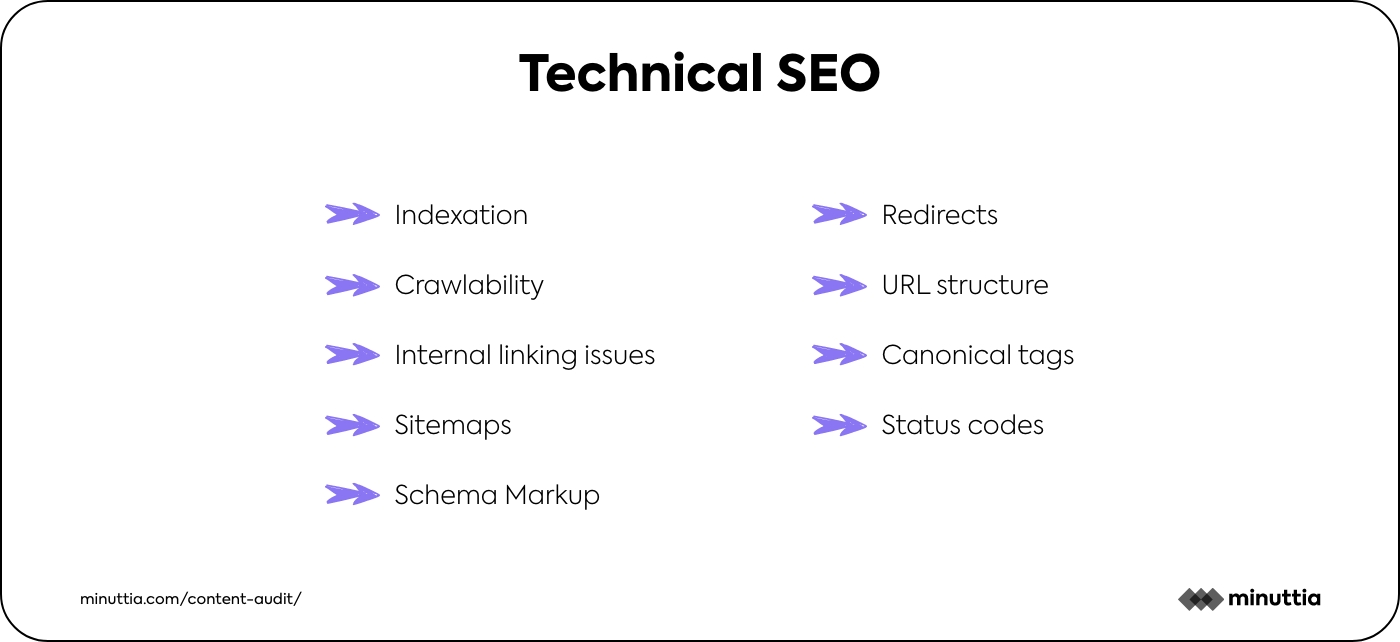 Technical SEO
Indexation
Crawlability
Internal linking issues
Sitemaps
Schema Markup
Redirects
URL structure
Canonical tags
Status codes
minuttia.com/content-audit/
minuttia